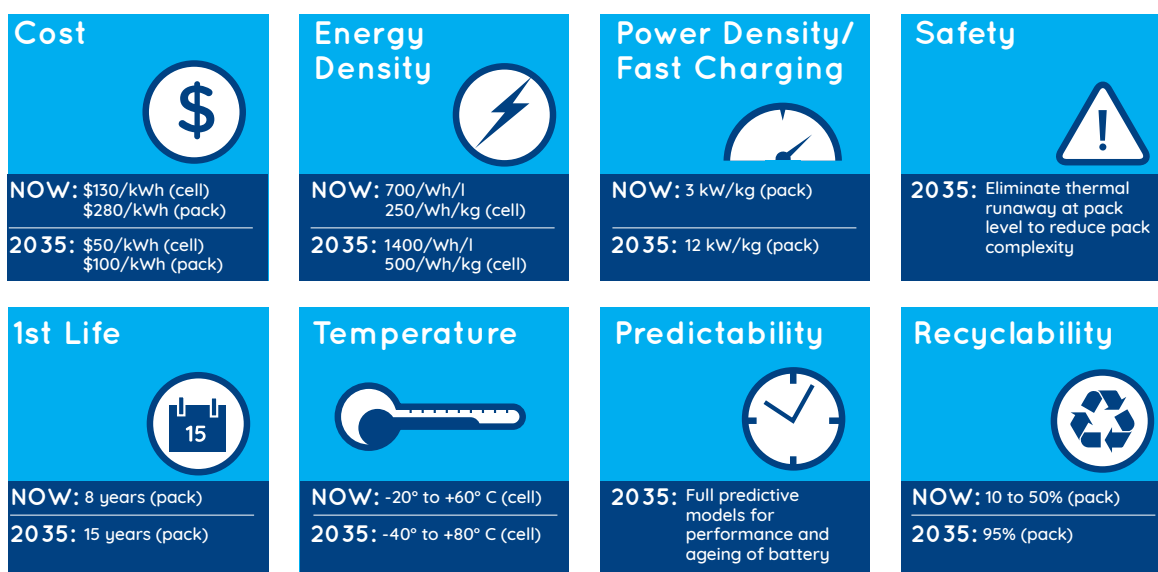 Cost
$
NOW: $130/kWh (cell)
$280/kWh (pack)
2035: $50/kWh (cell)
$100/kWh (pack)
Energy
Density
NOW: 700/Wh/l
250/Wh/kg (cell)
2035: 1400/Wh/l
500/Wh/kg (cell)
Power Density/
Fast Charging
NOW: 3 kW/kg (pack)
2035: 12 kW/kg (pack)
Safety
!
2035: Eliminate thermal
runaway at pack
level to reduce pack
complexity
1st Life
15
NOW: 8 years (pack)
2035: 15 years (pack)
Temperature
NOW: -20° to +60° C (cell)
2035: -40° to +80° C (cell)
Predictability
2035: Full predictive
models for
performance and
ageing of battery
Recyclability
NOW: 10 to 50% (pack)
2035: 95% (pack)